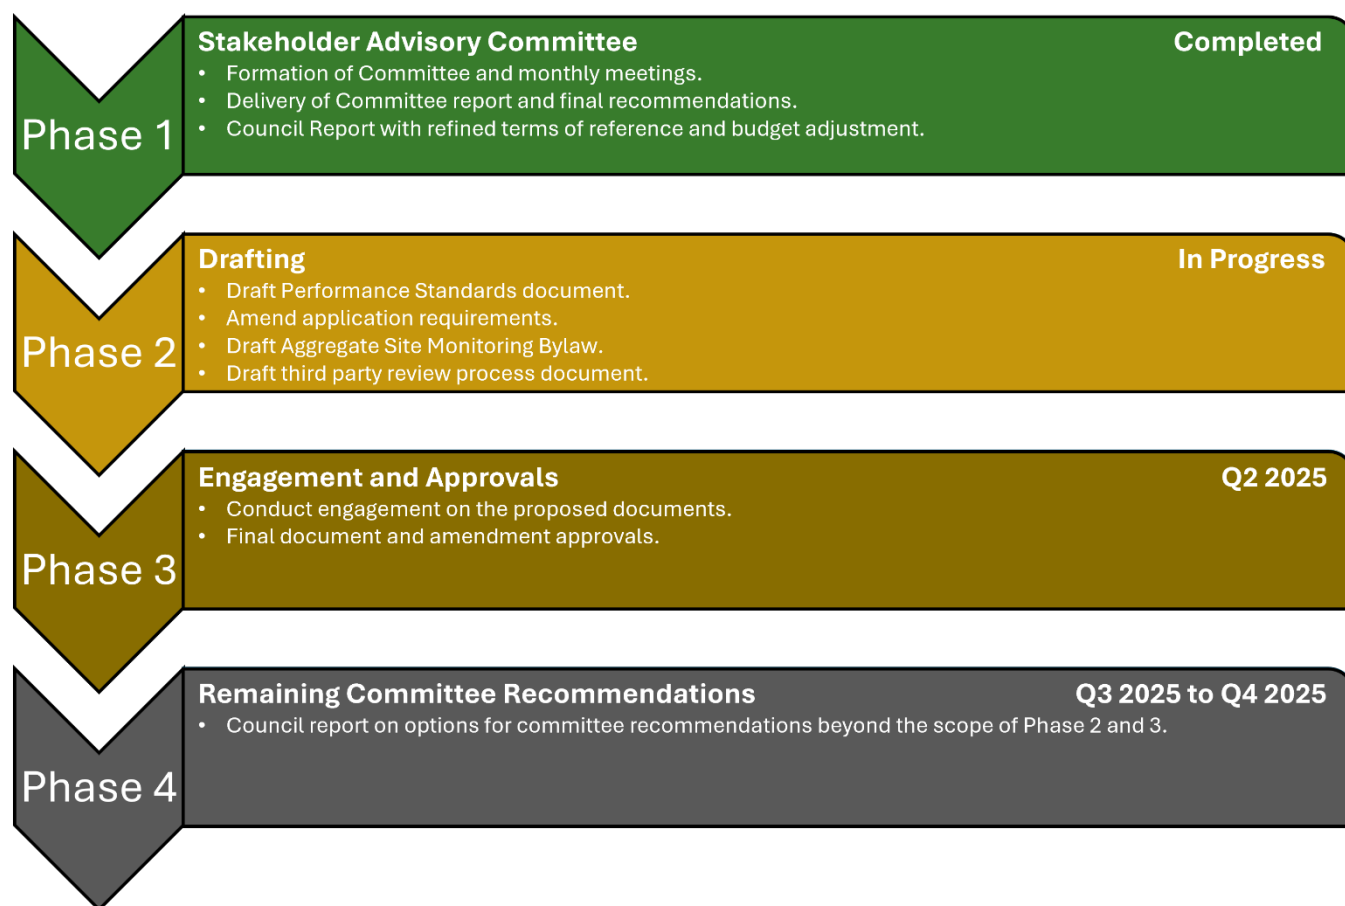 Phase 1
Stakeholder Advisory Committee
Completed
• Formation of Committee and monthly meetings.
• Delivery of Committee report and final recommendations.
• Council Report with refined terms of reference and budget adjustment.
Phase 2
Drafting
In Progress
• Draft Performance Standards document.
• Amend application requirements.
• Draft Aggregate Site Monitoring Bylaw.
• Draft third party review process document.
Phase 3
Engagement and Approvals
Q2 2025
• Conduct engagement on the proposed documents.
• Final document and amendment approvals.
Phase 4
Remaining Committee Recommendations
Q3 2025 to Q4 2025
• Council report on options for committee recommendations beyond the scope of Phase 2 and 3.